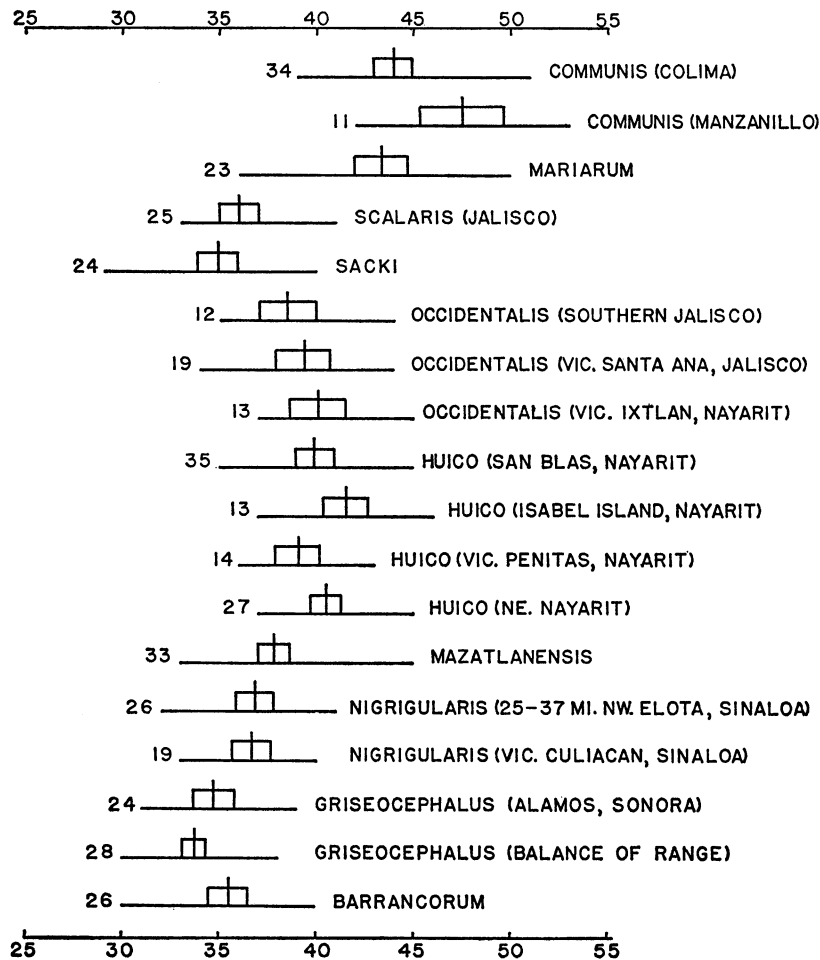 25 30 35 40 45 50 55
34 COMMUNIS (COLIMA)
11 COMMUNIS (MANZANILLO)
23 MARIARUM
25 SCALARIS (JALISCO)
24 SACKI
12 OCCIDENTALIS (SOUTHERN JALISCO)
19 OCCIDENTALIS (VIC. SANTA ANA, JALISCO)
13 OCCIDENTALIS (VIC. IXTLAN, NAYARIT)
35 HUICO (SAN BLAS, NAYARIT)
13 HUICO (ISABEL ISLAND, NAYARIT)
14 HUICO (VIC. PENITAS, NAYARIT)
27 HUICO (NE. NAYARIT)
33 MAZATLANENSIS
26 NIGRIGULARIS (25-37 MI. NW. ELOTA, SINALOA)
19 NIGRIGULARIS (VIC. CULIACAN, SINALOA)
24 GRISEOCEPHALUS (ALAMOS, SONORA)
28 GRISEOCEPHALUS (BALANCE OF RANGE)
26 BARRANCORUM
25 30 35 40 45 50 55